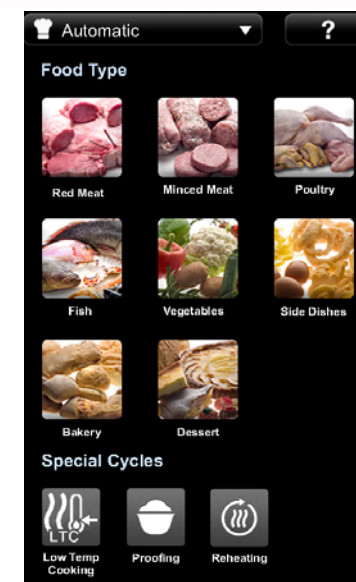 Automatic
?
Food Type
Red Meat
Minced Meat
Poultry
Fish
Vegetables
Side Dishes
Bakery
Dessert
Special Cycles
LTC
Low Temp
Cooking
Proofing
Reheating